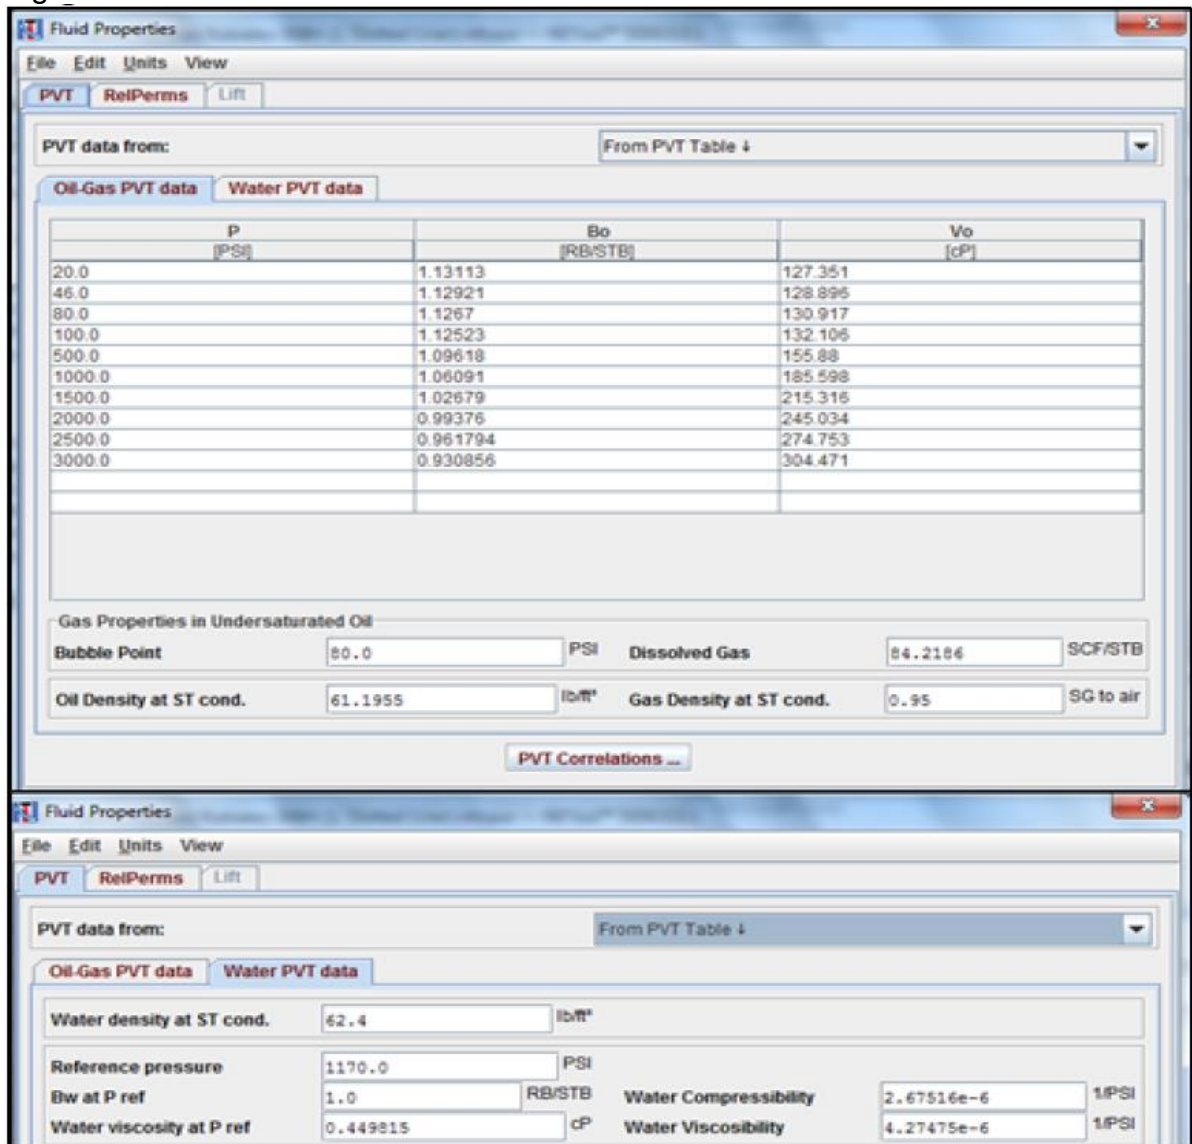 Fluid Properties
File Edit Units View
PVT RelPerms Lift
PVT data from: From PVT Table ↓
Oil-Gas PVT data Water PVT data
P Bo Vo
[PSI] [RB/STB] [cP]
20.0 1.13113 127.351
46.0 1.12921 128.896
80.0 1.1267 130.917
100.0 1.12523 132.106
500.0 1.09618 155.88
1000.0 1.06091 185.598
1500.0 1.02679 215.316
2000.0 0.99376 245.034
2500.0 0.961794 274.753
3000.0 0.930856 304.471
Gas Properties in Undersaturated Oil
Bubble Point 80.0 PSI Dissolved Gas 84.2186 SCF/STB
Oil Density at ST cond. 61.1955 lb/ft³ Gas Density at ST cond. 0.95 SG to air
PVT Correlations ...
Fluid Properties
File Edit Units View
PVT RelPerms Lift
PVT data from: From PVT Table ↓
Oil-Gas PVT data Water PVT data
Water density at ST cond. 62.4 lb/ft³
Reference pressure 1170.0 PSI
Bw at P ref 1.0 RB/STB Water Compressibility 2.67516e-6 1/PSI
Water viscosity at P ref 0.449815 cP Water Viscosibility 4.27475e-6 1/PSI